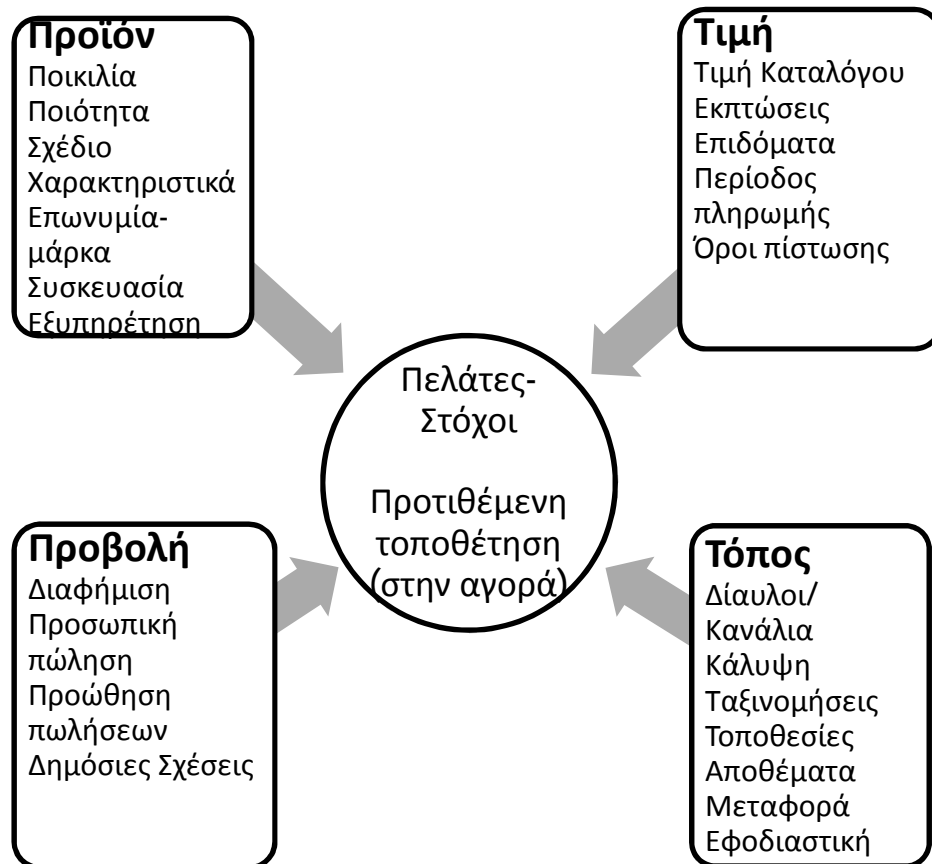 Προϊόν
Ποικιλία
Ποιότητα
Σχέδιο
Χαρακτηριστικά
Επωνυμία-
μάρκα
Συσκευασία
Εξυπηρέτηση
Τιμή
Τιμή Καταλόγου
Εκπτώσεις
Επιδόματα
Περίοδος
πληρωμής
Όροι πίστωσης
Πελάτες-
Στόχοι
Προτιθέμενη
τοποθέτηση
(στην αγορά)
Προβολή
Διαφήμιση
Προσωπική
πώληση
Προώθηση
πωλήσεων
Δημόσιες Σχέσεις
Τόπος
Δίαυλοι/
Κανάλια
Κάλυψη
Ταξινομήσεις
Τοποθεσίες
Αποθέματα
Μεταφορά
Εφοδιαστική